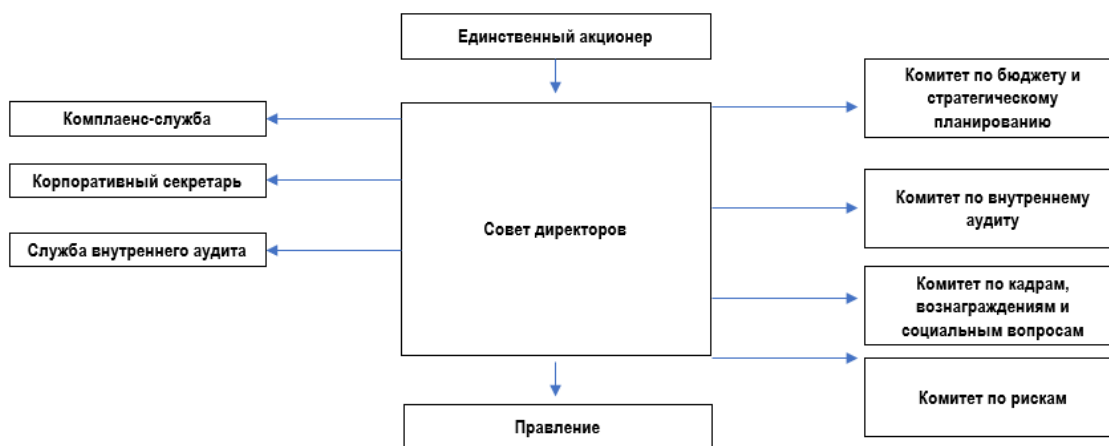 Единственный акционер
Комплаенс-служба
Корпоративный секретарь
Служба внутреннего аудита
Совет директоров
Комитет по бюджету и
стратегическому
планированию
Комитет по внутреннему
аудиту
Комитет по кадрам,
вознаграждениям и
социальным вопросам
Комитет по рискам
Правление